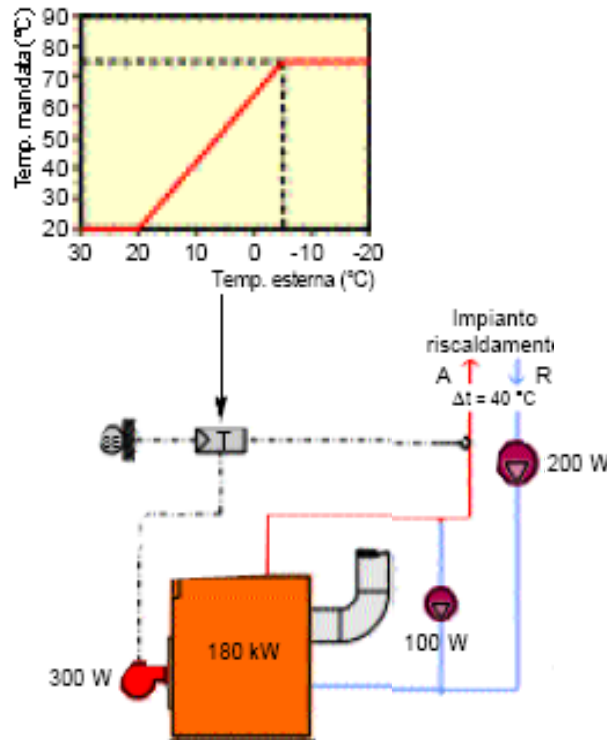 Temp. mandata (°C)
90
80
70
60
50
40
30
20
30 20 10 0 -10 -20
Temp. esterna (°C)
Impianto
riscaldamento
A R
Δt = 40 °C
T
200 W
180 kW
100 W
300 W